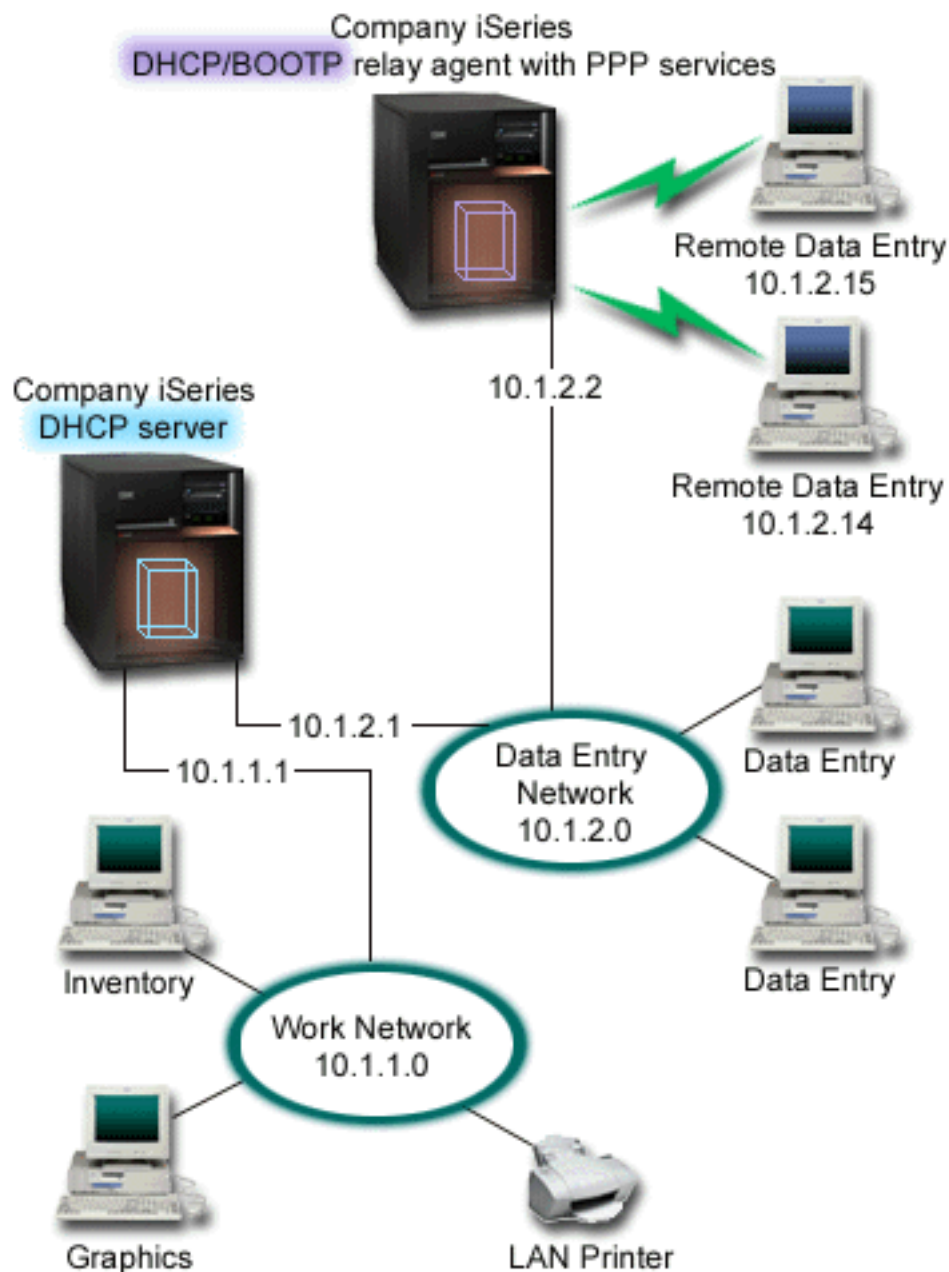 Company iSeries
DHCP/BOOTP relay agent with PPP services
Remote Data Entry
10.1.2.15
10.1.2.2
Remote Data Entry
10.1.2.14
Company iSeries
DHCP server
10.1.2.1
10.1.1.1
Data Entry
Network
10.1.2.0
Data Entry
Data Entry
Inventory
Work Network
10.1.1.0
Graphics
LAN Printer